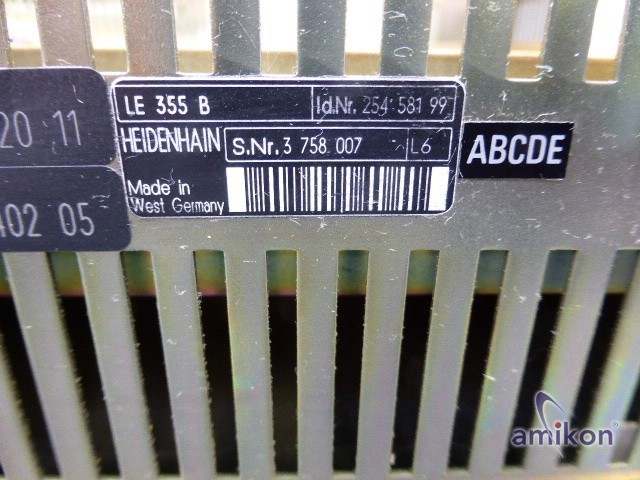 LE 355 B
Id.Nr. 254 581 99
HEIDENHAIN
S.Nr. 3 758 007
L6
Made in
West Germany
ABCDE
20 11
402 05
amikon